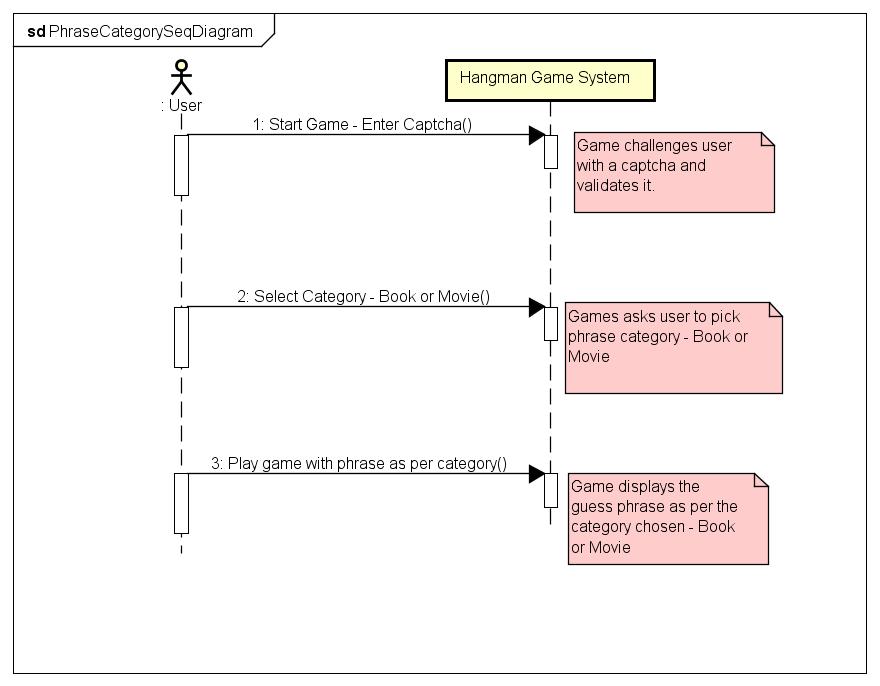 sd PhraseCategorySeqDiagram
Hangman Game System
: User
1: Start Game - Enter Captcha()
Game challenges user
with a captcha and
validates it.
2: Select Category - Book or Movie()
Games asks user to pick
phrase category - Book or
Movie
3: Play game with phrase as per category()
Game displays the
guess phrase as per the
category chosen - Book
or Movie